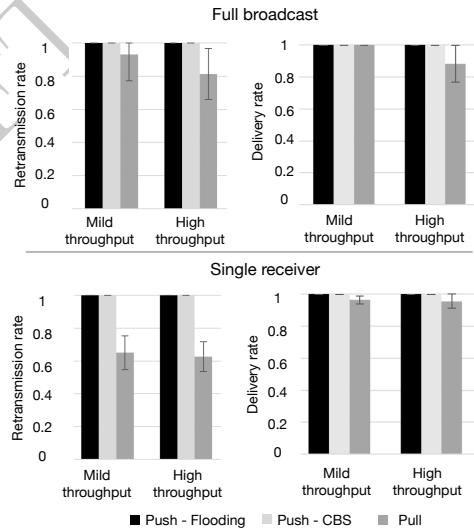 Full broadcast
Retransmission rate
1
0.8
0.6
0.4
0.2
0
Mild throughput
High throughput
Delivery rate
1
0.8
0.6
0.4
0.2
0
Mild throughput
High throughput
Single receiver
Retransmission rate
1
0.8
0.6
0.4
0.2
0
Mild throughput
High throughput
Delivery rate
1
0.8
0.6
0.4
0.2
0
Mild throughput
High throughput
Push - Flooding
Push - CBS
Pull